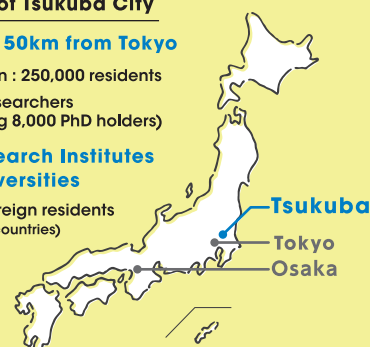 of Tsukuba City
50km from Tokyo
n : 250,000 residents
searchers
g 8,000 PhD holders)
earch Institutes
versities
reign residents
countries)
Tsukuba
Tokyo
Osaka